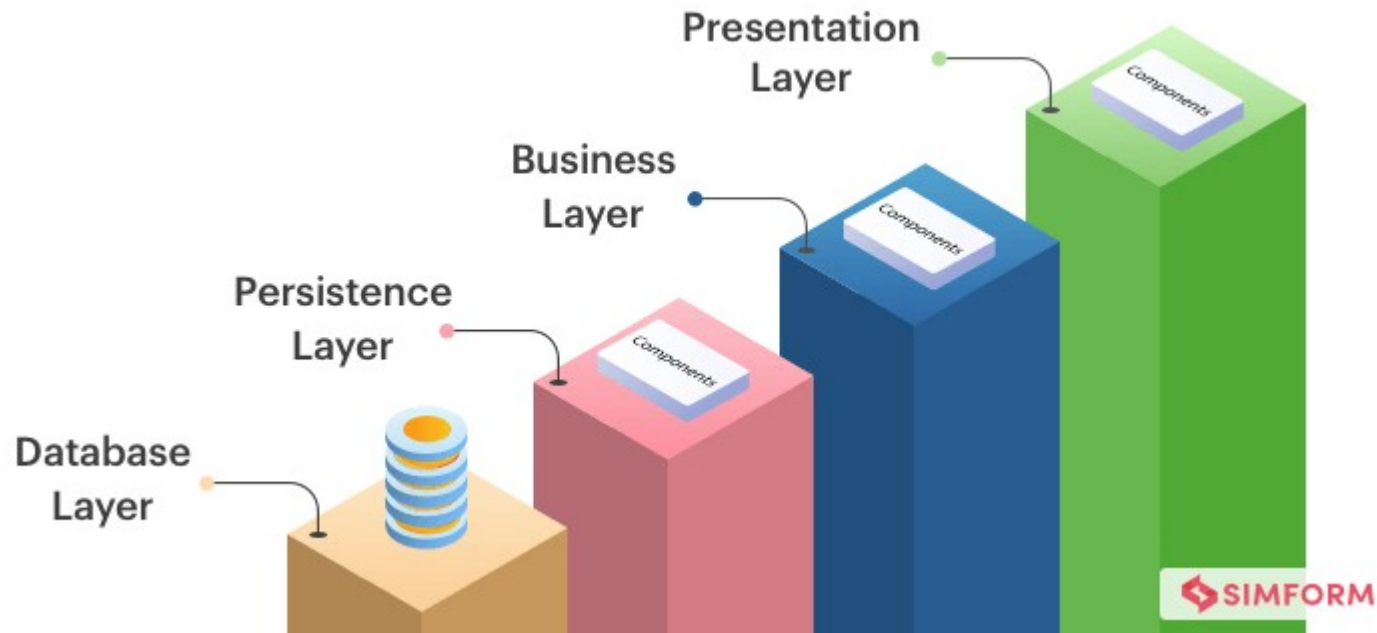 Presentation
Layer
Components
Business
Layer
Components
Persistence
Layer
Components
Database
Layer
SIMFORM